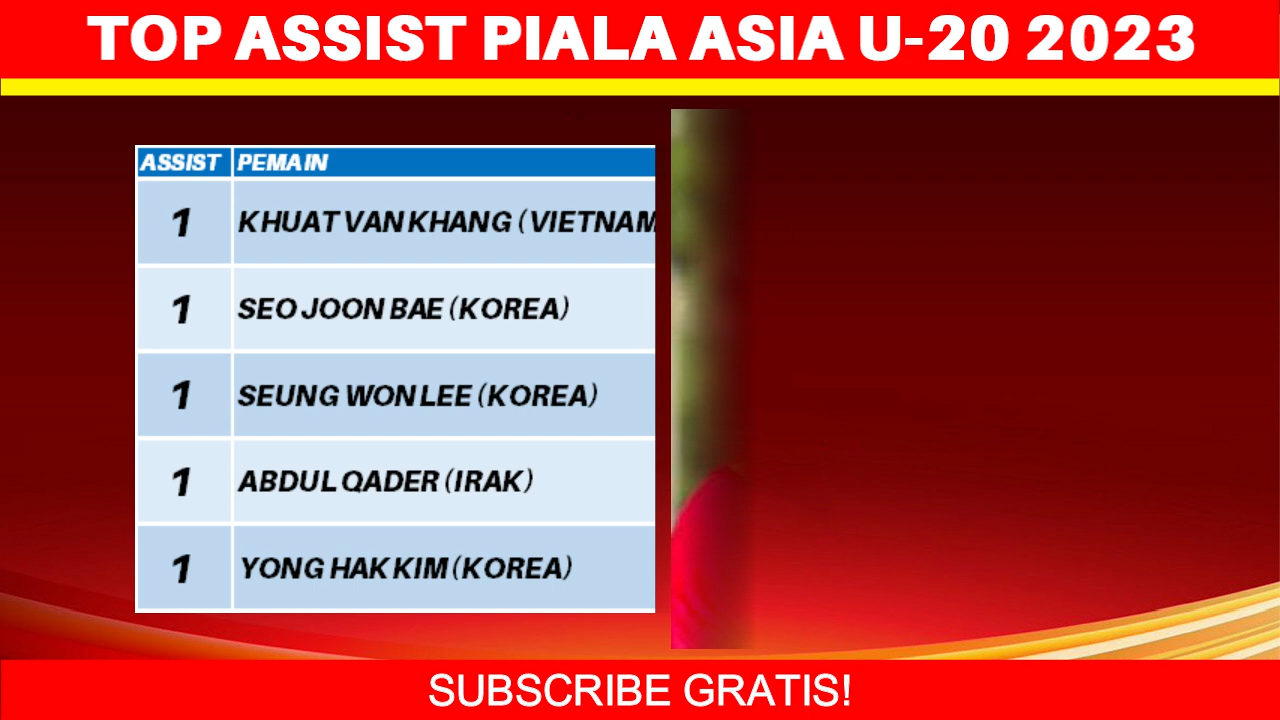 TOP ASSIST PIALA ASIA U-20 2023
ASSIST PEMAIN
1 KHUAT VAN KHANG (VIETNAM
1 SEO JOON BAE (KOREA)
1 SEUNG WON LEE (KOREA)
1 ABDUL QADER (IRAK)
1 YONG HAK KIM (KOREA)
SUBSCRIBE GRATIS!